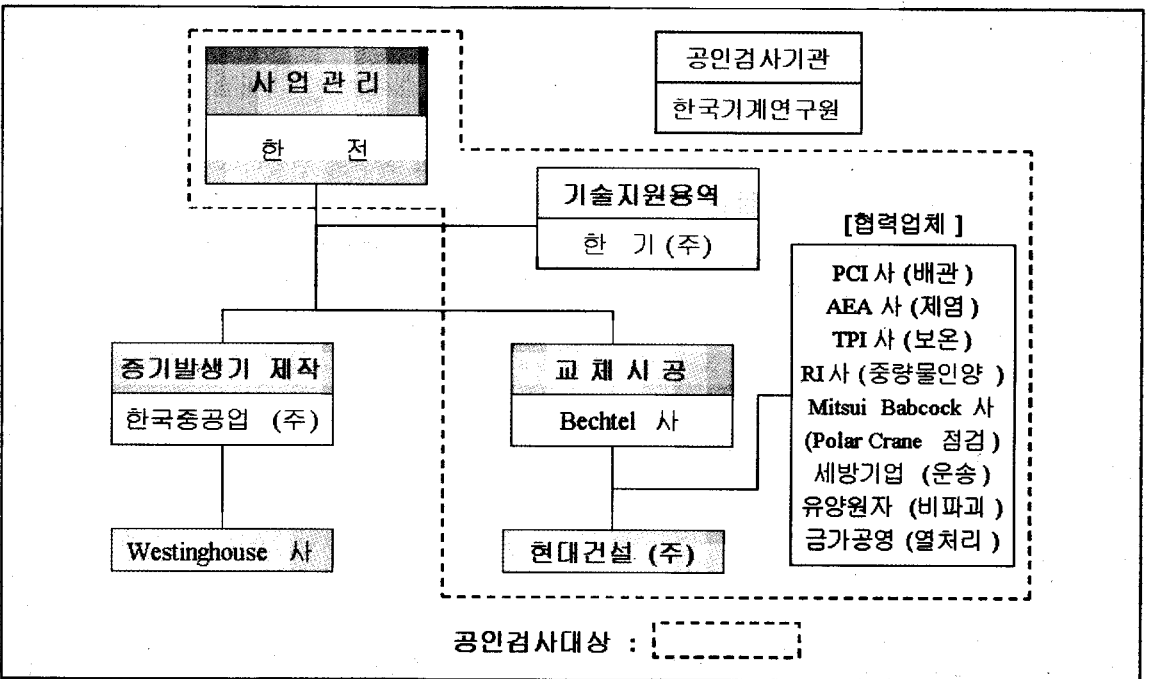 사 업 관 리
한 전
공인검사기관
한국기계연구원
기술지원용역
한 기 (주)
[협력업체 ]
PCI 사 (배관 )
AEA 사 (제염 )
TPI 사 (보온 )
RI 사 (중량물인양 )
Mitsui Babcock 사
(Polar Crane 점검 )
세방기업 (운송 )
유양원자 (비파괴 )
금가공영 (열처리 )
증기발생기 제작
한국중공업 (주)
교 체 시 공
Bechtel 사
Westinghouse 사
현대건설 (주)
공인검사대상 :